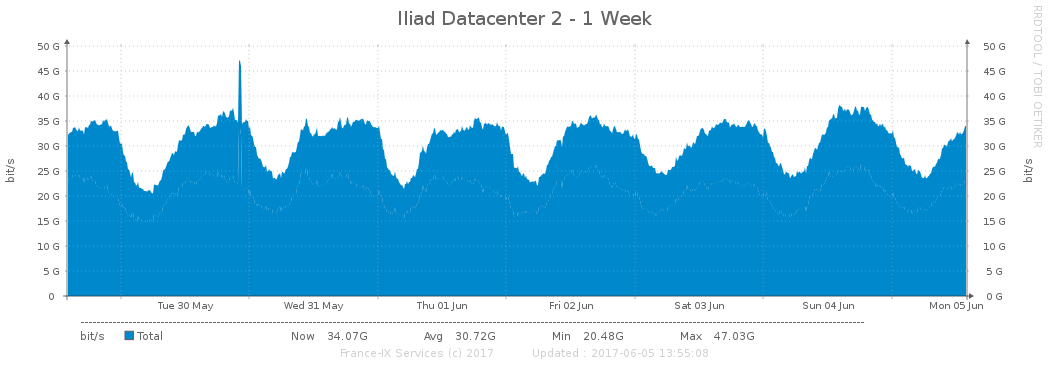 Iliad Datacenter 2 - 1 Week
RRDTOOL / TOBI OETIKER
50 G 50 G
45 G 45 G
40 G 40 G
35 G 35 G
30 G 30 G
25 G 25 G
20 G 20 G
15 G 15 G
10 G 10 G
5 G 5 G
0 0 G
bit/s bit/s
Tue 30 May Wed 31 May Thu 01 Jun Fri 02 Jun Sat 03 Jun Sun 04 Jun Mon 05 Jun
bit/s Total Now 34.07G Avg 30.72G Min 20.48G Max 47.03G
France-IX Services (c) 2017 Updated : 2017-06-05 13:55:08